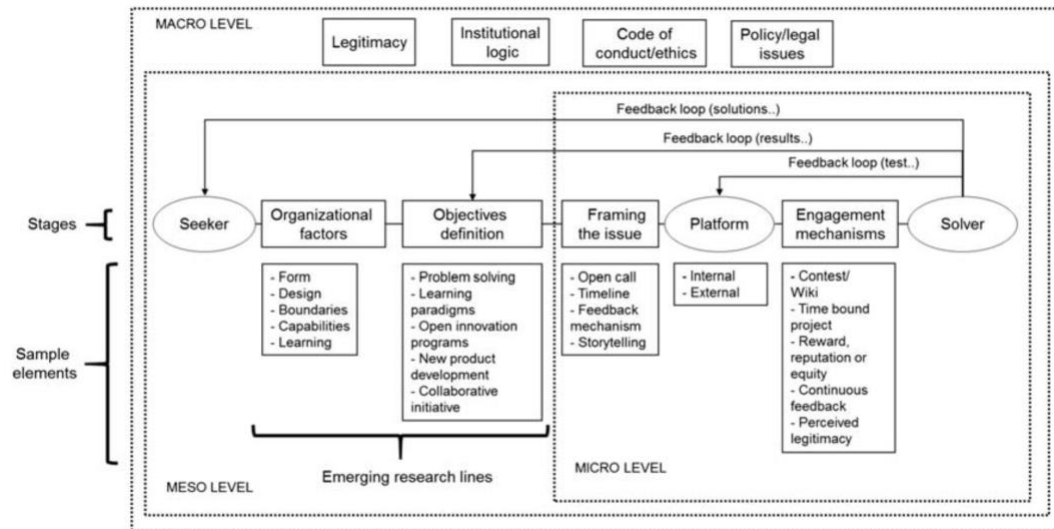 MACRO LEVEL
Legitimacy
Institutional
logic
Code of
conduct/ethics
Policy/legal
issues
Feedback loop (solutions..)
Feedback loop (results..)
Feedback loop (test..)
Stages
Seeker
Organizational
factors
Objectives
definition
Framing
the issue
Platform
Engagement
mechanisms
Solver
Sample
elements
- Form
- Design
- Boundaries
- Capabilities
- Learning
- Problem solving
- Learning
paradigms
- Open innovation
programs
- New product
development
- Collaborative
initiative
- Open call
- Timeline
- Feedback
mechanism
- Storytelling
- Internal
- External
- Contest/
Wiki
- Time bound
project
- Reward,
reputation or
equity
- Continuous
feedback
- Perceived
legitimacy
Emerging research lines
MESO LEVEL
MICRO LEVEL